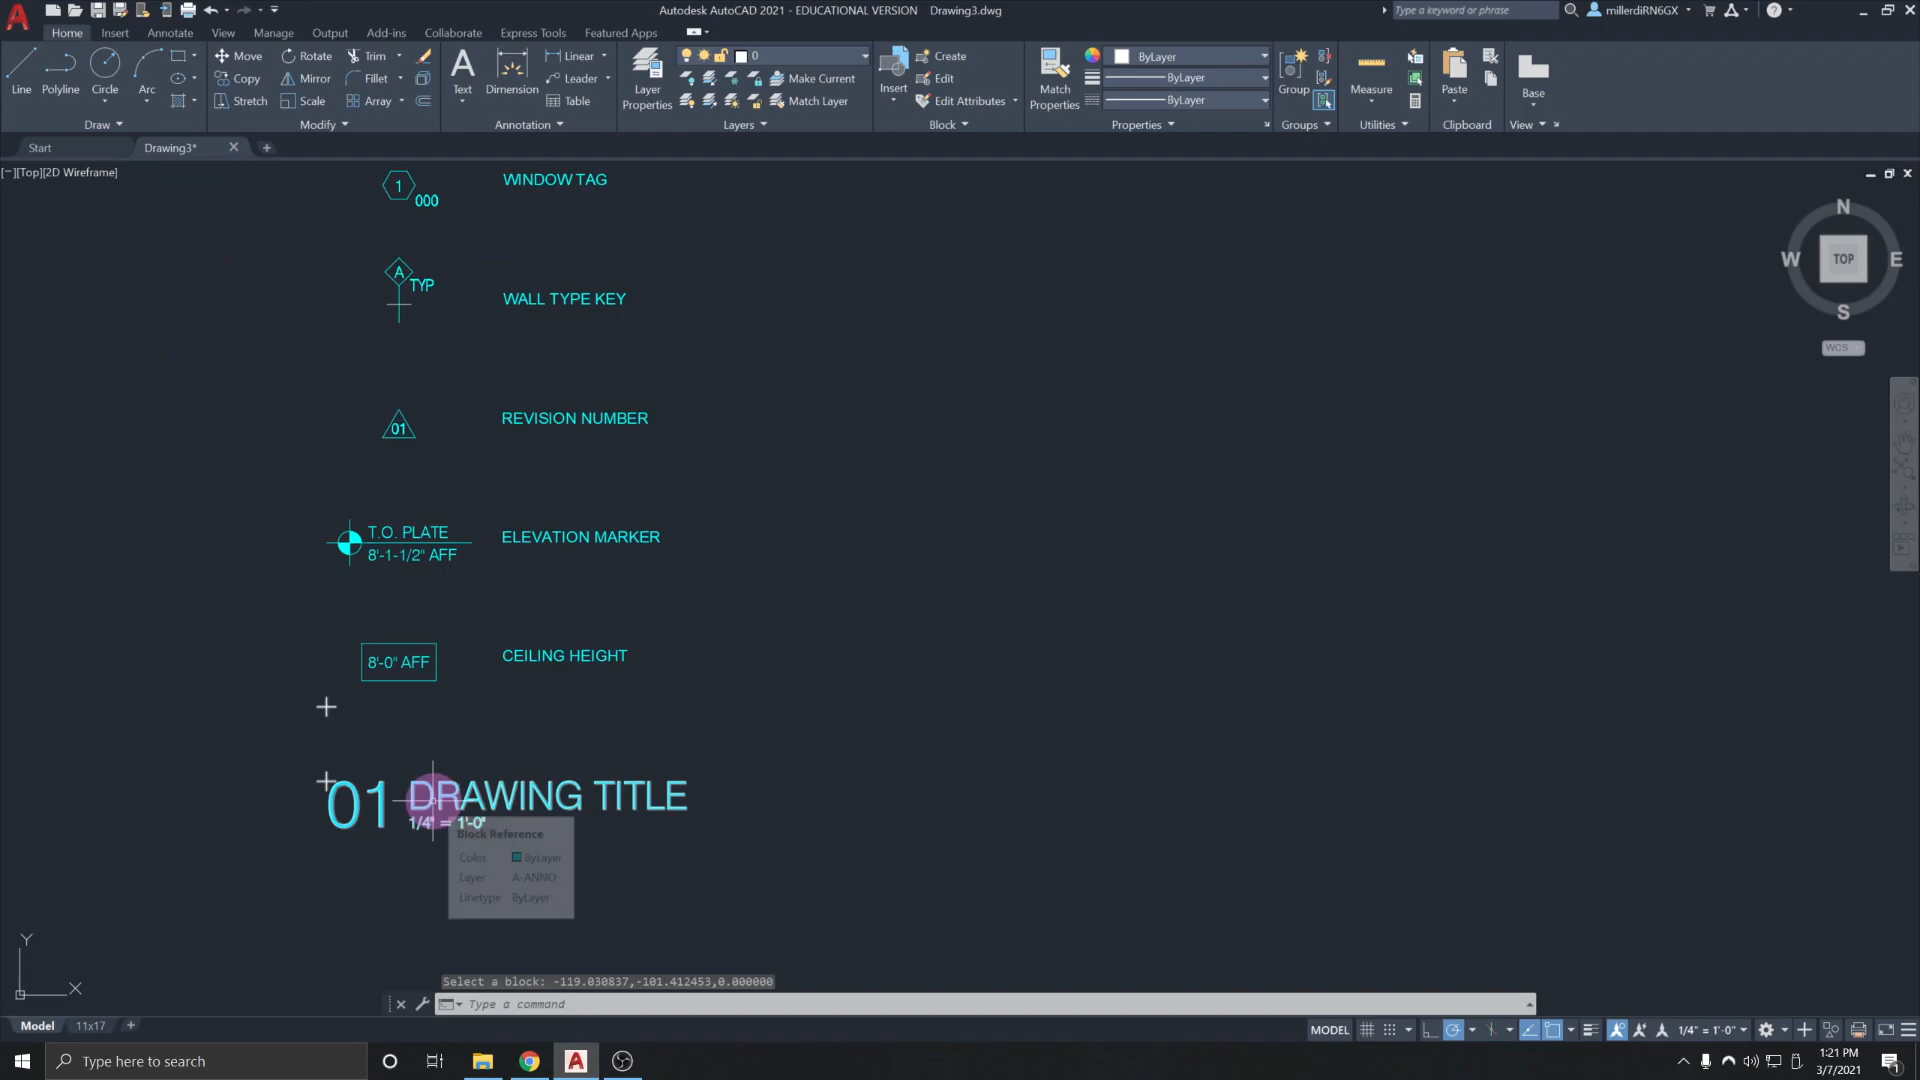 Autodesk AutoCAD 2021 - EDUCATIONAL VERSION Drawing3.dwg
Type a keyword or phrase
millerdiRN6GX
Home Insert Annotate View Manage Output Add-ins Collaborate Express Tools Featured Apps
Line Polyline Circle Arc
Move Rotate Trim
Copy Mirror Fillet
Stretch Scale Array
Text Dimension
Linear
Leader
Table
Layer Properties
0
Make Current
Match Layer
Insert
Create
Edit
Edit Attributes
Match Properties
ByLayer
ByLayer
ByLayer
Group
Measure
Paste
Base
Draw Modify Annotation Layers Block Properties Groups Utilities Clipboard View
Start Drawing3*
[−][Top][2D Wireframe]
N
W TOP E
S
WCS
1 000 WINDOW TAG
A TYP WALL TYPE KEY
01 REVISION NUMBER
T.O. PLATE ELEVATION MARKER
8'-1-1/2" AFF
8'-0" AFF CEILING HEIGHT
01 DRAWING TITLE
1/4" = 1'-0"
Block Reference
Color ByLayer
Layer A-ANNO
Linetype ByLayer
Y
X
Select a block: -119.030837,-101.412453,0.000000
Type a command
Model 11x17
MODEL 1/4" = 1'-0"
Type here to search
1:21 PM
3/7/2021
1